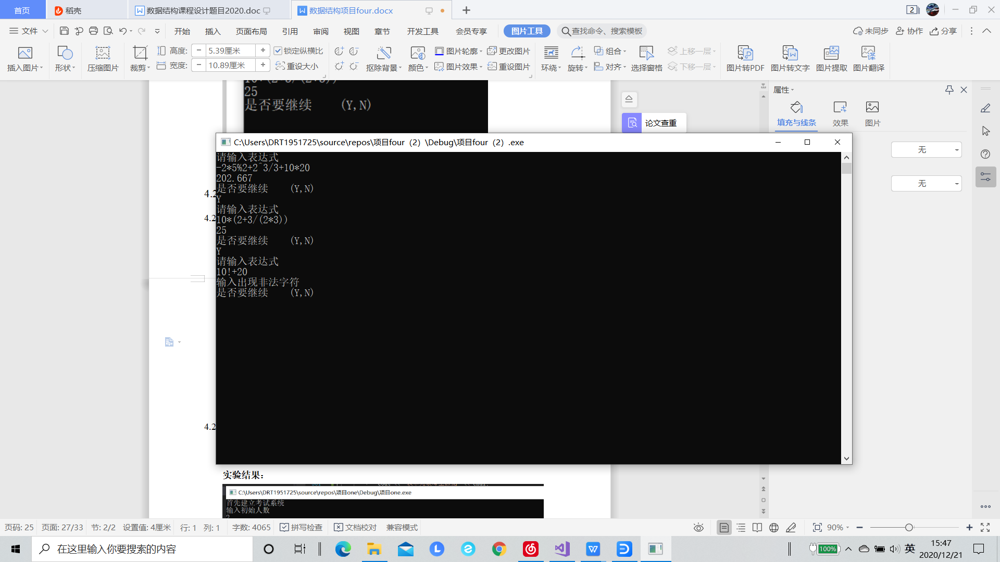 首页
稻壳
数据结构课程设计题目2020.doc
数据结构项目four.docx
2
文件
开始 插入 页面布局 引用 审阅 视图 章节 开发工具 会员专享 图片工具 查找命令、搜索模板
未同步 协作 分享
插入图片 形状 压缩图片 裁剪
高度: - 5.39厘米 + 锁定纵横比
宽度: - 10.89厘米 + 重设大小
抠除背景 颜色
图片轮廓 更改图片
图片效果 重设图片
环绕 旋转
组合
对齐
选择窗格
上移一层
下移一层
图片转PDF 图片转文字 图片提取 图片翻译
25
是否要继续 (Y,N)
论文查重
属性
填充与线条 效果 图片
无
无
C:\Users\DRT1951725\source\repos\项目four（2）\Debug\项目four（2）.exe
请输入表达式
-2*5%2+2^3/3+10*20
202.667
是否要继续 (Y,N)
Y
请输入表达式
10*(2+3/(2*3))
25
是否要继续 (Y,N)
Y
请输入表达式
10!+20
输入出现非法字符
是否要继续 (Y,N)
4.2
4.2
4.2
实验结果：
C:\Users\DRT1951725\source\repos\项目one\Debug\项目one.exe
首先建立考试系统
输入初始人数
页码: 25 页面: 27/33 节: 2/2 设置值: 4厘米 行: 1 列: 1 字数: 4065 拼写检查 文档校对 兼容模式
90%
在这里输入你要搜索的内容
100%
英
15:47
2020/12/21